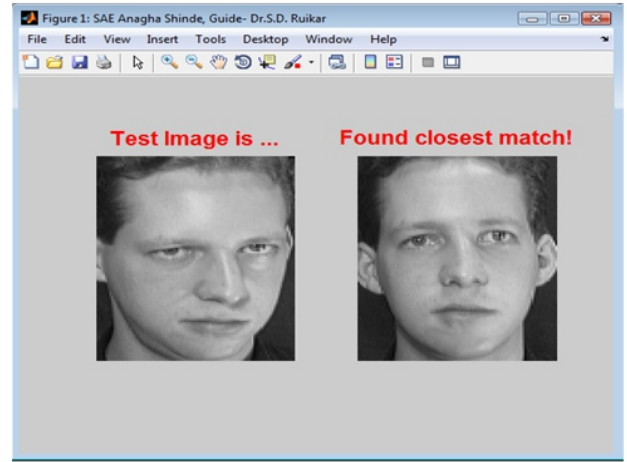 Figure 1: SAE Anagha Shinde, Guide- Dr.S.D. Ruikar
File Edit View Insert Tools Desktop Window Help
Test Image is ... Found closest match!